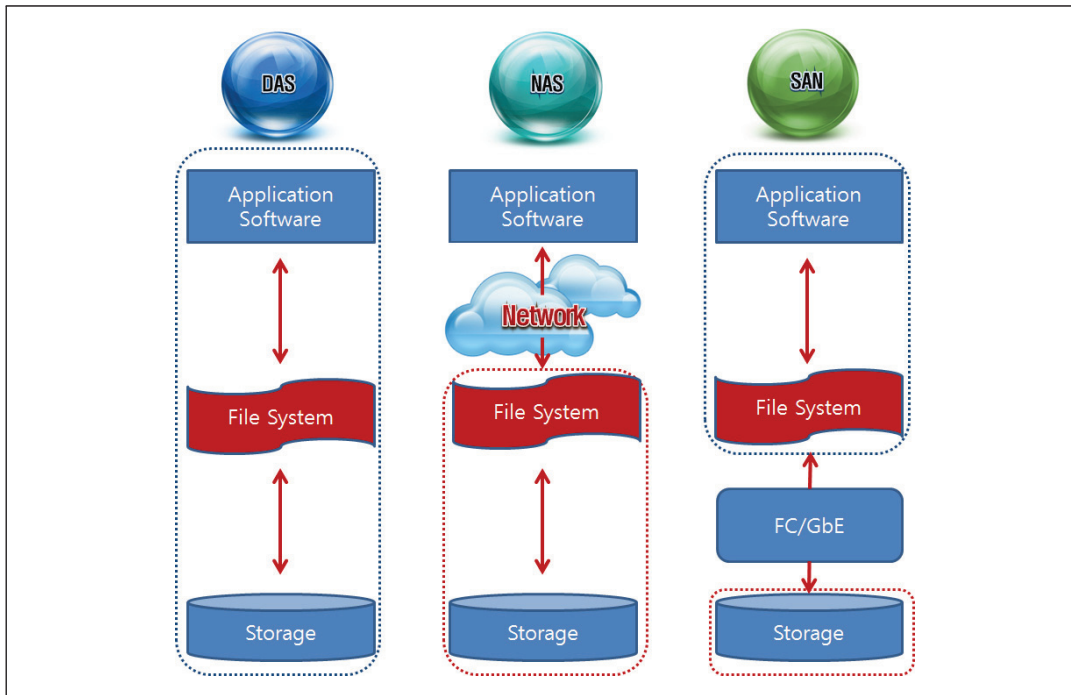 DAS
NAS
SAN
Application
Software
Application
Software
Application
Software
Network
File System
File System
File System
FC/GbE
Storage
Storage
Storage